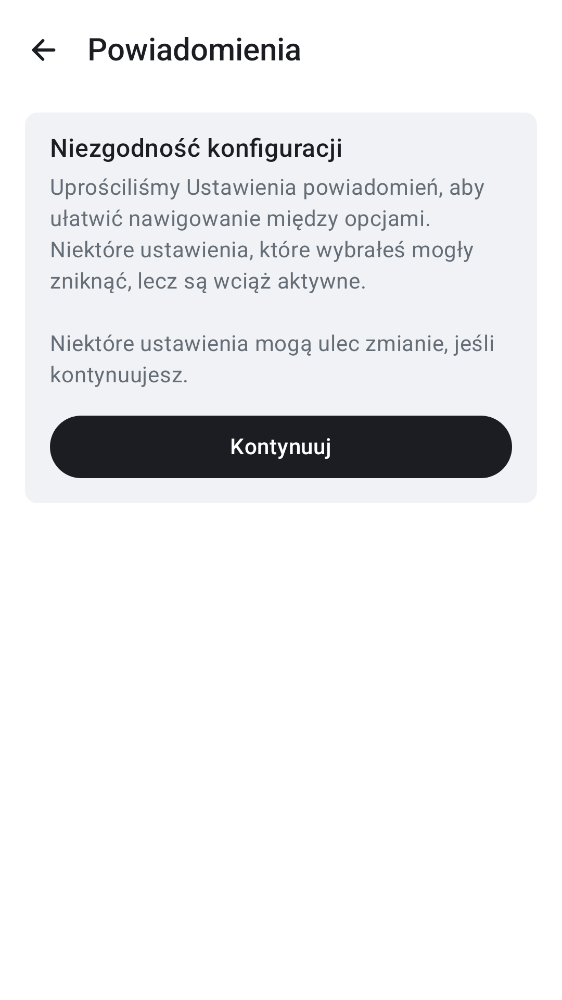 Powiadomienia
Niezgodność konfiguracji
Uprościliśmy Ustawienia powiadomień, aby
ułatwić nawigowanie między opcjami.
Niektóre ustawienia, które wybrałeś mogły
zniknąć, lecz są wciąż aktywne.
Niektóre ustawienia mogą ulec zmianie, jeśli
kontynuujesz.
Kontynuuj